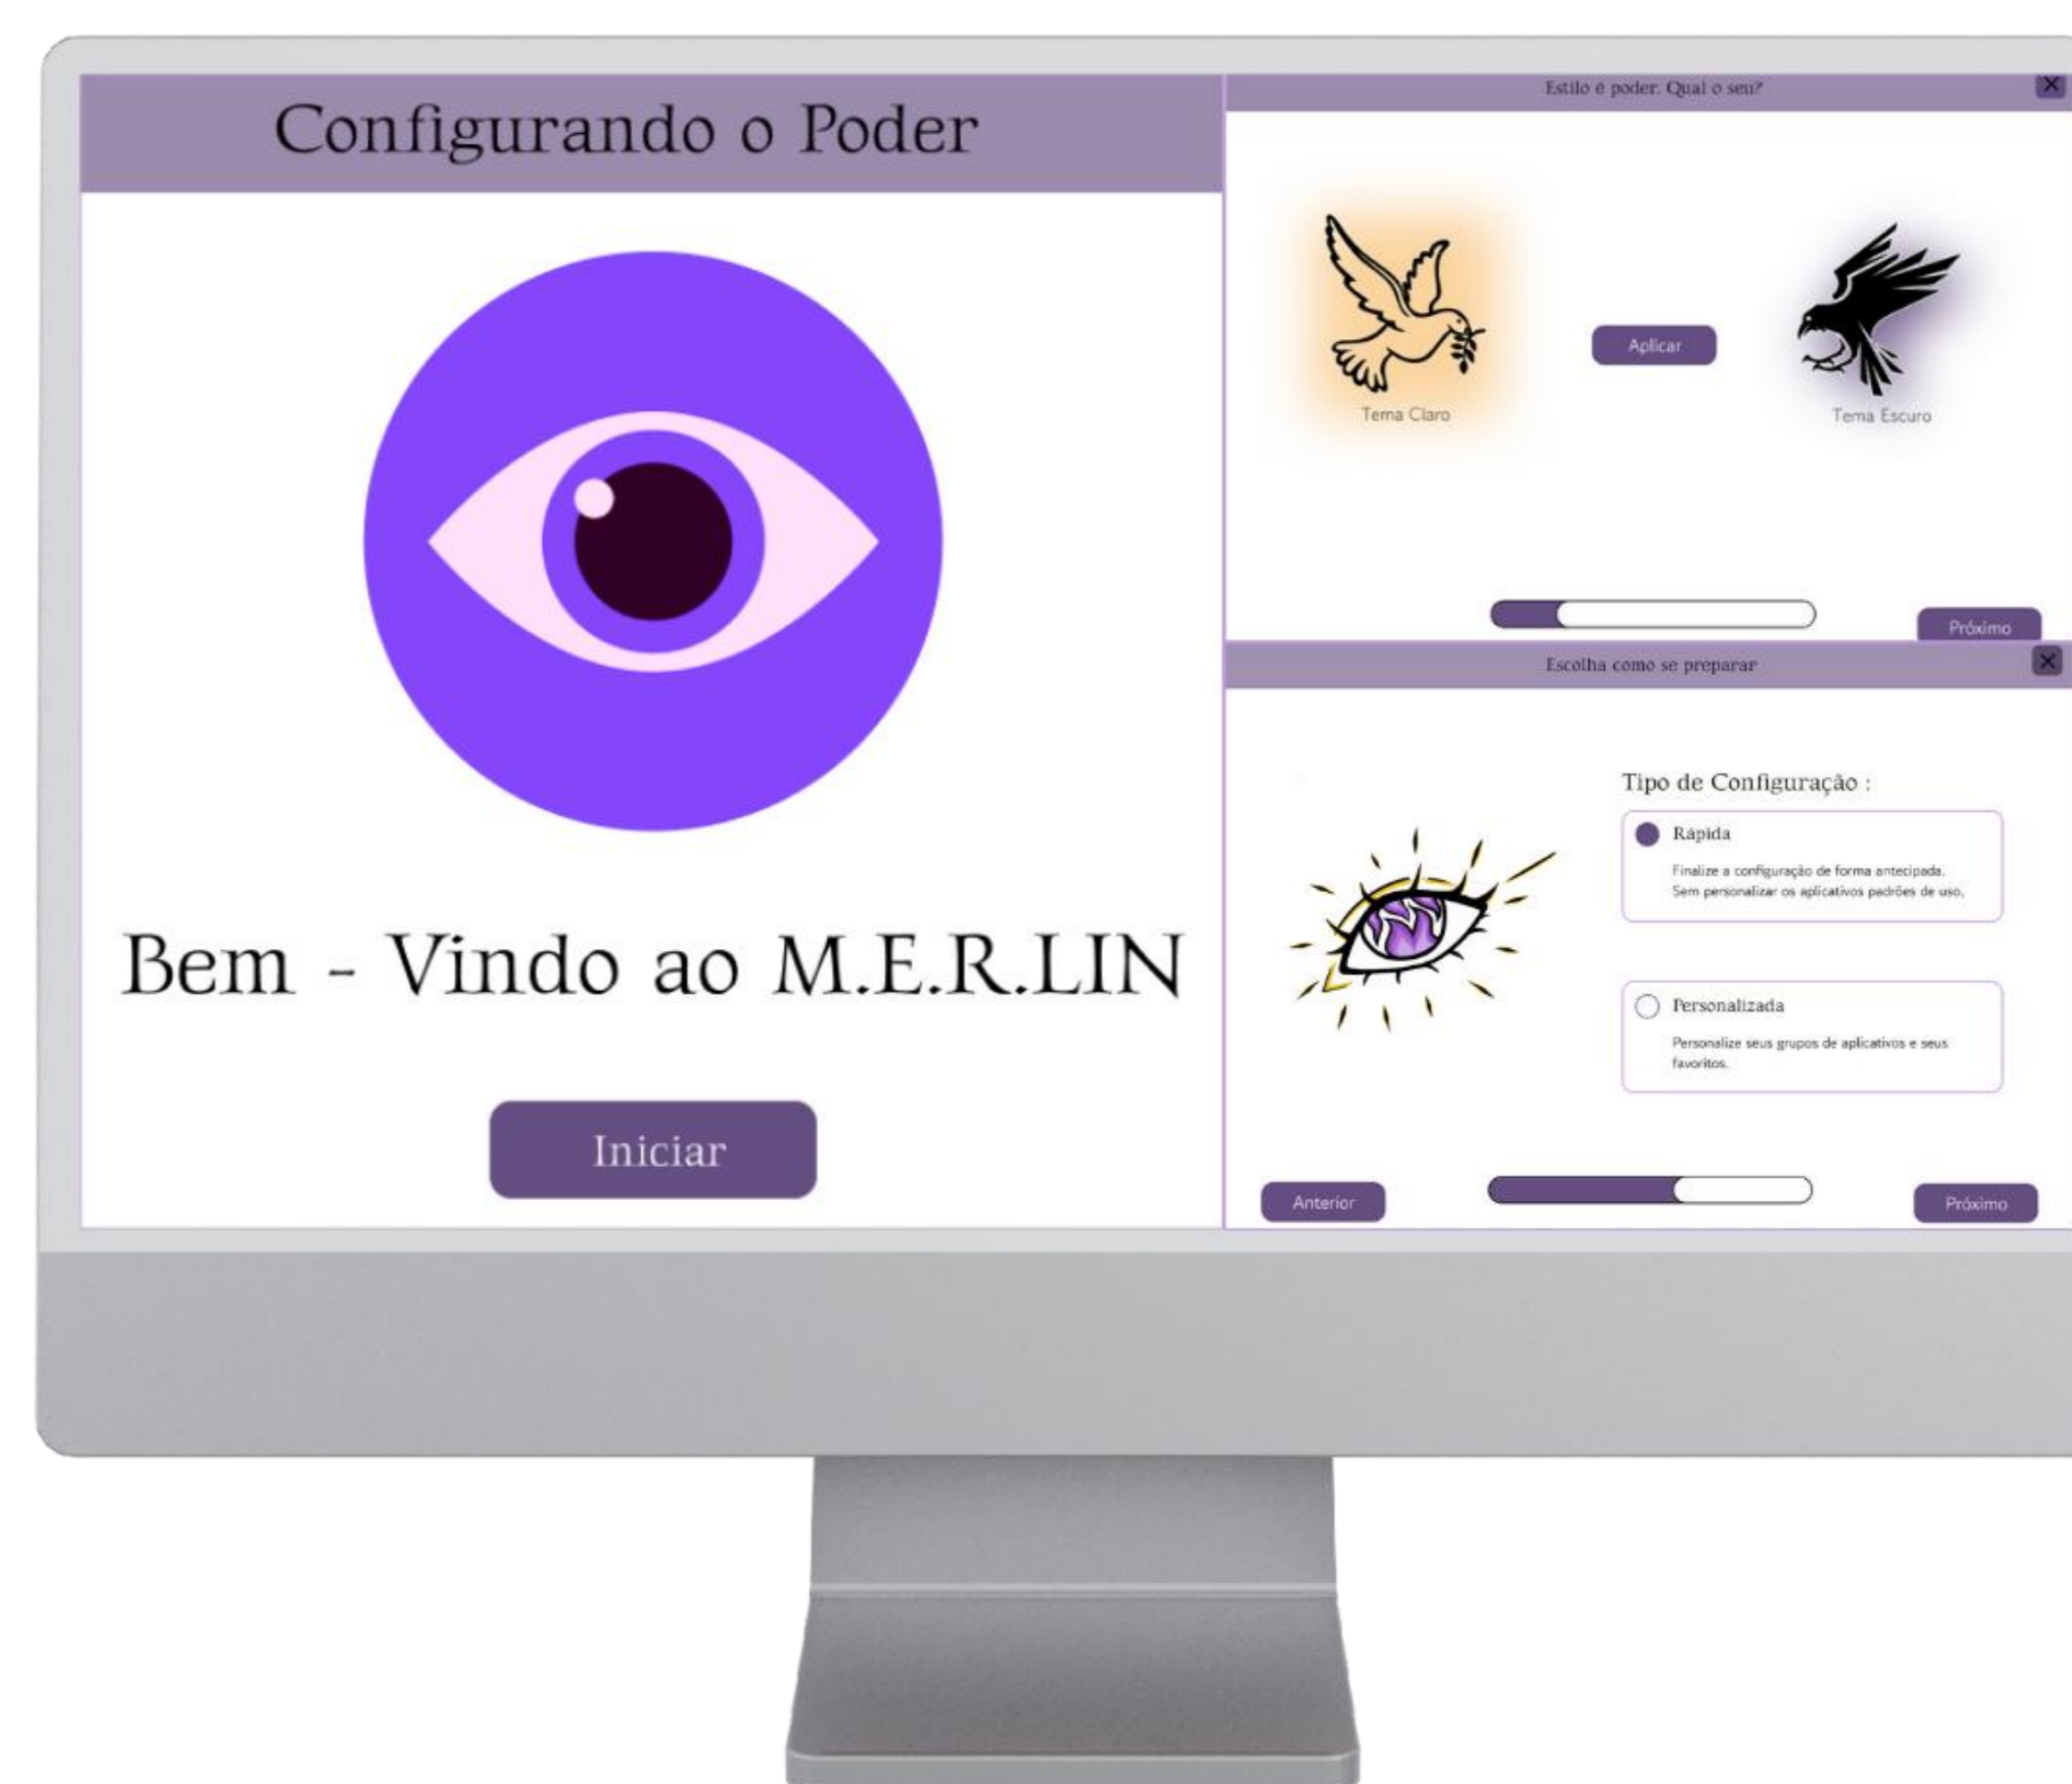 Configurando o Poder
Bem - Vindo ao M.E.R.LIN
Iniciar
Estilo é poder. Qual o seu?
Aplicar
Tema Claro
Tema Escuro
Próximo
Escolha como se preparar
Tipo de Configuração :
Rápida
Finalize a configuração de forma antecipada.
Sem personalizar os aplicativos padrões de uso.
Personalizada
Personalize seus grupos de aplicativos e seus
favoritos.
Anterior
Próximo